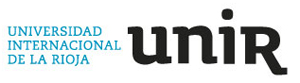 UNIVERSIDAD
INTERNACIONAL
DE LA RIOJA
uniR